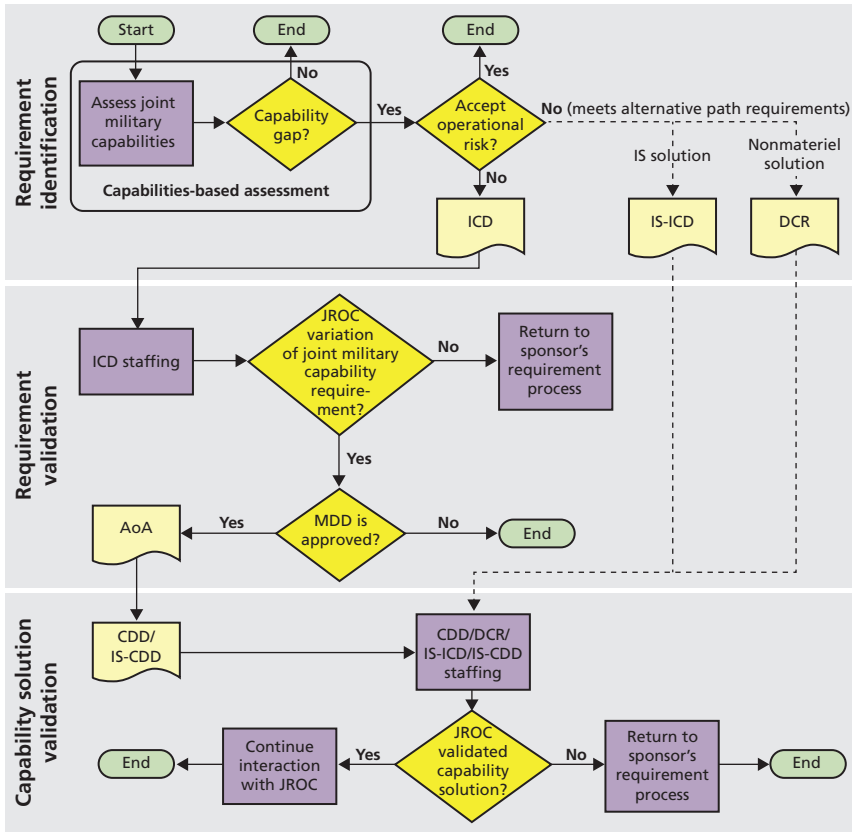 Requirement
identification
Start
End
End
No
Yes
Assess joint
military
capabilities
Capability
gap?
Yes
Accept
operational
risk?
No (meets alternative path requirements)
IS solution
Nonmateriel
solution
Capabilities-based assessment
No
ICD
IS-ICD
DCR
Requirement
validation
ICD staffing
JROC
variation
of joint military
capability
require-
ment?
No
Return to
sponsor's
requirement
process
Yes
AoA
Yes
MDD is
approved?
No
End
Capability solution
validation
CDD/
IS-CDD
CDD/DCR/
IS-ICD/IS-CDD
staffing
End
Continue
interaction
with JROC
Yes
JROC
validated
capability
solution?
No
Return to
sponsor's
requirement
process
End